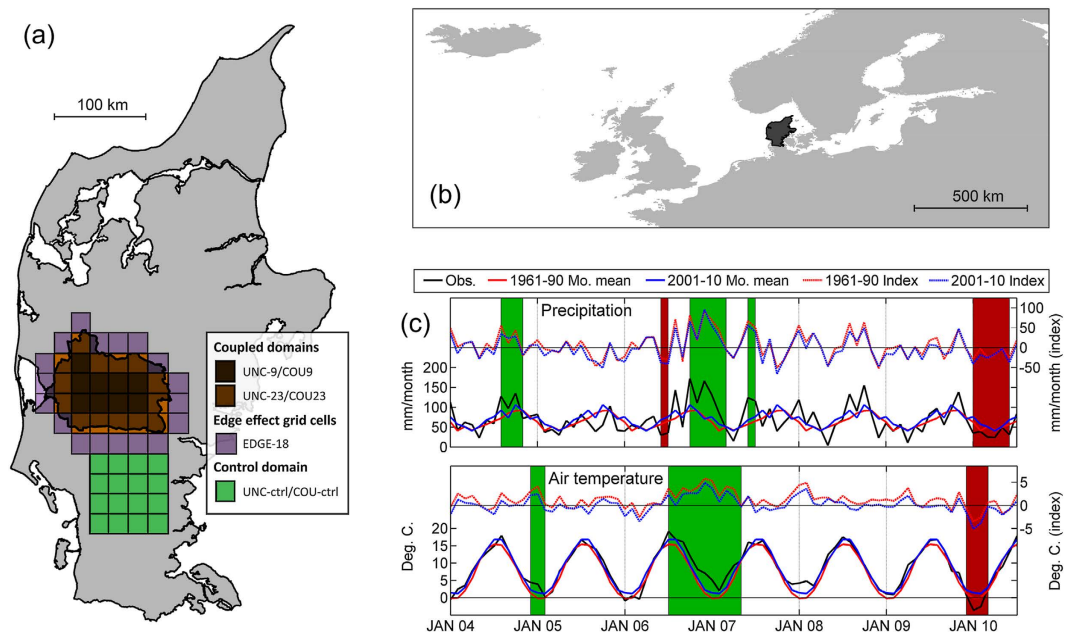 (a)
100 km
Coupled domains
UNC-9/COU9
UNC-23/COU23
Edge effect grid cells
EDGE-18
Control domain
UNC-ctrl/COU-ctrl
(b)
500 km
Obs. 1961-90 Mo. mean 2001-10 Mo. mean 1961-90 Index 2001-10 Index
(c)
Precipitation
100
50
0
-50
mm/month (index)
200
150
100
50
0
mm/month
Air temperature
5
0
-5
Deg. C. (index)
20
15
10
5
0
Deg. C.
JAN 04 JAN 05 JAN 06 JAN 07 JAN 08 JAN 09 JAN 10